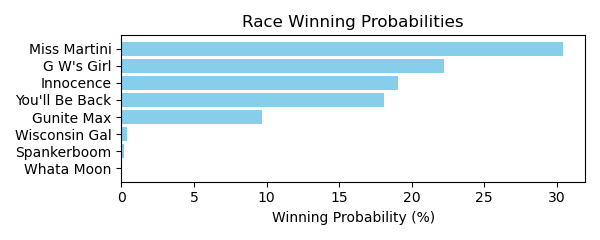 Race Winning Probabilities
Miss Martini
G W's Girl
Innocence
You'll Be Back
Gunite Max
Wisconsin Gal
Spankerboom
Whata Moon
0 5 10 15 20 25 30
Winning Probability (%)